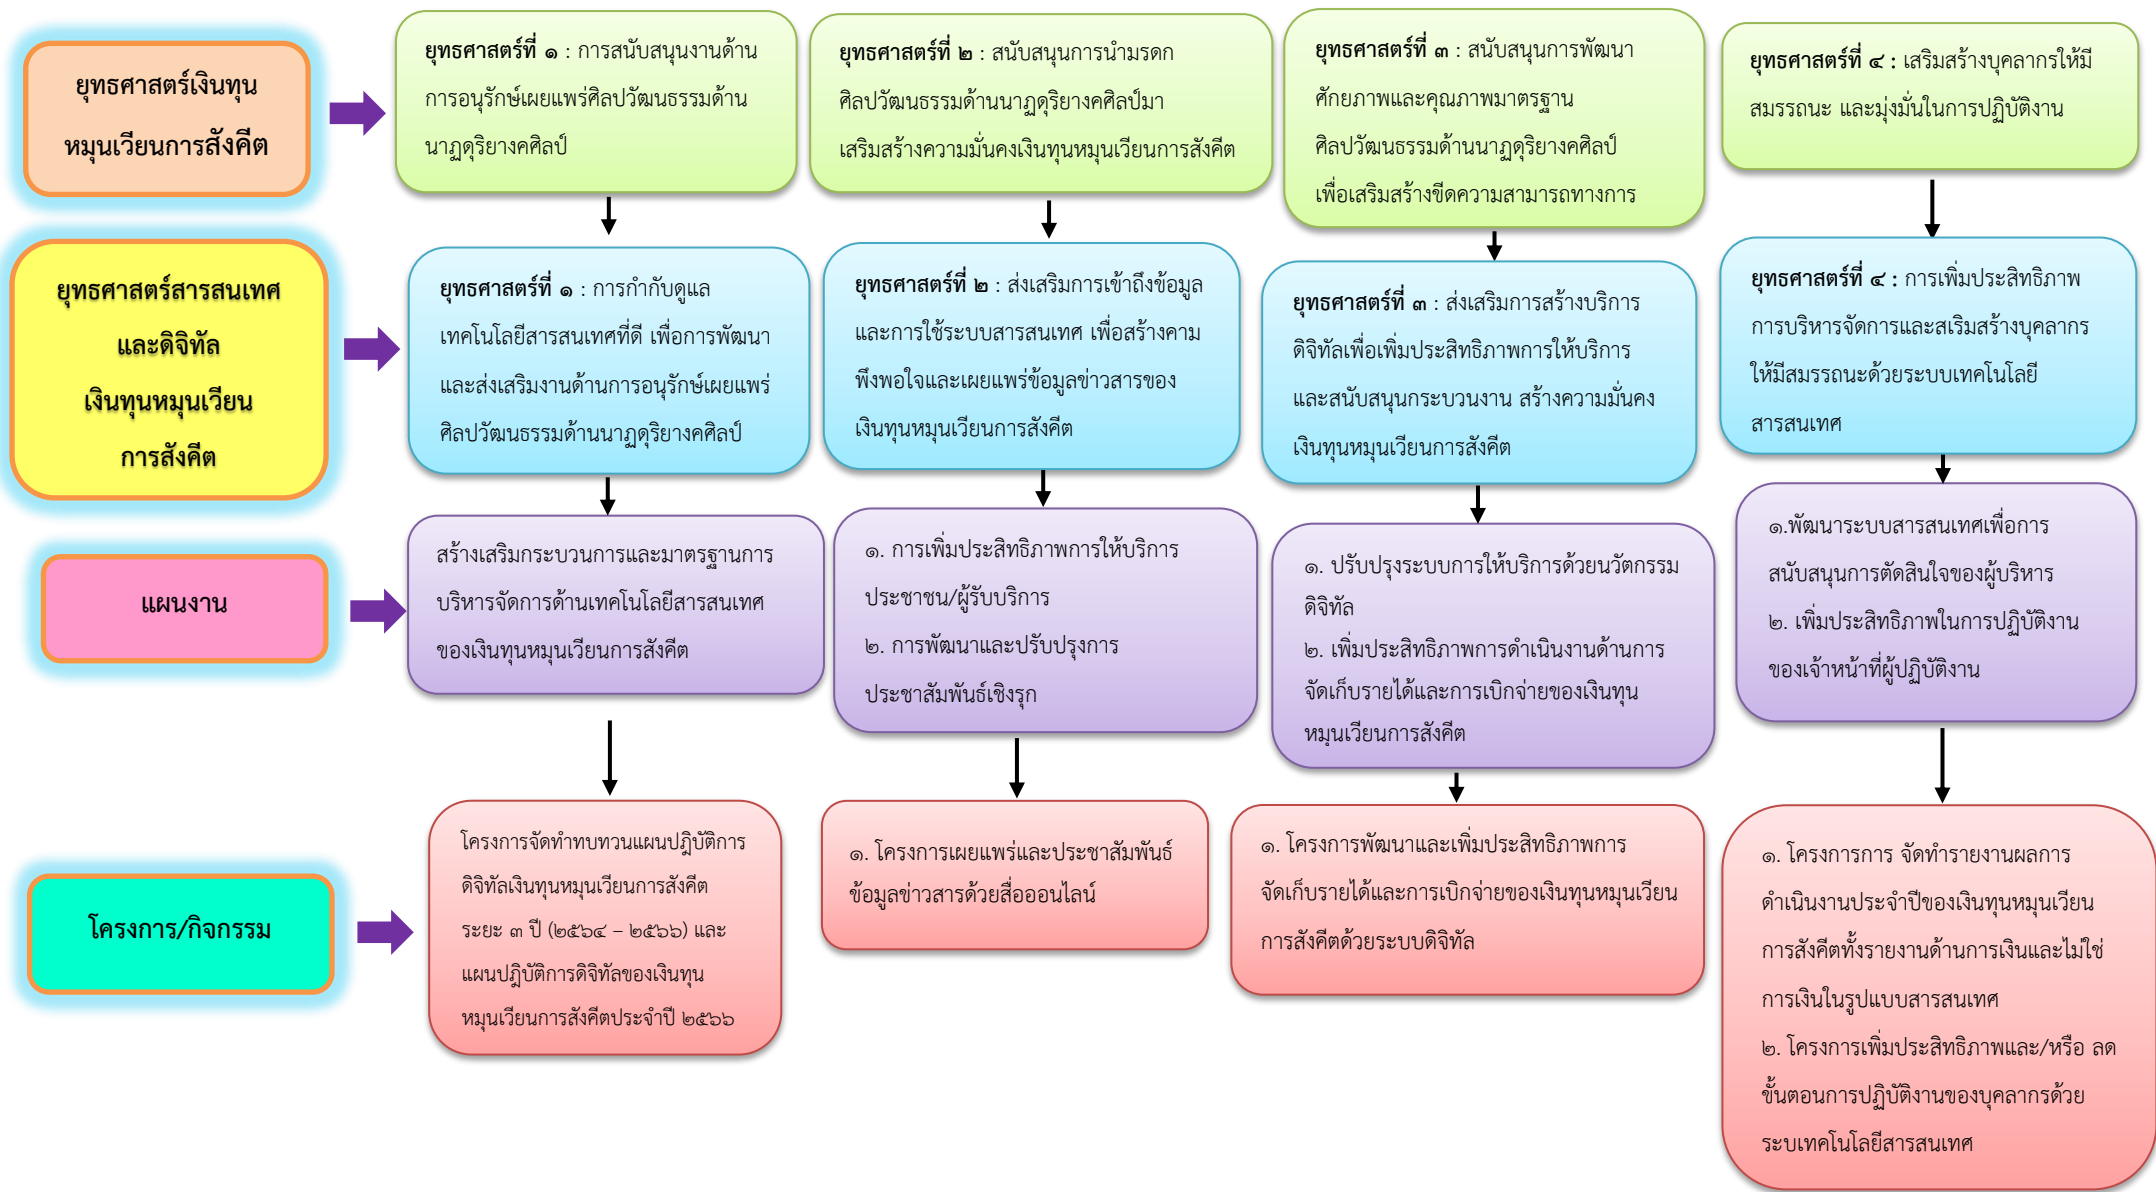 ยุทธศาสตร์เงินทุน
หมุนเวียนการสังคีต
ยุทธศาสตร์ที่ ๑ : การสนับสนุนงานด้าน
การอนุรักษ์เผยแพร่ศิลปวัฒนธรรมด้าน
นาฏดุริยางคศิลป์
ยุทธศาสตร์ที่ ๒ : สนับสนุนการนำมรดก
ศิลปวัฒนธรรมด้านนาฏดุริยางคศิลป์มา
เสริมสร้างความมั่นคงเงินทุนหมุนเวียนการสังคีต
ยุทธศาสตร์ที่ ๓ : สนับสนุนการพัฒนา
ศักยภาพและคุณภาพมาตรฐาน
ศิลปวัฒนธรรมด้านนาฏดุริยางคศิลป์
เพื่อเสริมสร้างขีดความสามารถทางการ
ยุทธศาสตร์ที่ ๔ : เสริมสร้างบุคลากรให้มี
สมรรถนะ และมุ่งมั่นในการปฏิบัติงาน
ยุทธศาสตร์สารสนเทศ
และดิจิทัล
เงินทุนหมุนเวียน
การสังคีต
ยุทธศาสตร์ที่ ๑ : การกำกับดูแล
เทคโนโลยีสารสนเทศที่ดี เพื่อการพัฒนา
และส่งเสริมงานด้านการอนุรักษ์เผยแพร่
ศิลปวัฒนธรรมด้านนาฏดุริยางคศิลป์
ยุทธศาสตร์ที่ ๒ : ส่งเสริมการเข้าถึงข้อมูล
และการใช้ระบบสารสนเทศ เพื่อสร้างคาม
พึงพอใจและเผยแพร่ข้อมูลข่าวสารของ
เงินทุนหมุนเวียนการสังคีต
ยุทธศาสตร์ที่ ๓ : ส่งเสริมการสร้างบริการ
ดิจิทัลเพื่อเพิ่มประสิทธิภาพการให้บริการ
และสนับสนุนกระบวนงาน สร้างความมั่นคง
เงินทุนหมุนเวียนการสังคีต
ยุทธศาสตร์ที่ ๔ : การเพิ่มประสิทธิภาพ
การบริหารจัดการและสเริมสร้างบุคลากร
ให้มีสมรรถนะด้วยระบบเทคโนโลยี
สารสนเทศ
แผนงาน
สร้างเสริมกระบวนการและมาตรฐานการ
บริหารจัดการด้านเทคโนโลยีสารสนเทศ
ของเงินทุนหมุนเวียนการสังคีต
๑. การเพิ่มประสิทธิภาพการให้บริการ
ประชาชน/ผู้รับบริการ
๒. การพัฒนาและปรับปรุงการ
ประชาสัมพันธ์เชิงรุก
๑. ปรับปรุงระบบการให้บริการด้วยนวัตกรรม
ดิจิทัล
๒. เพิ่มประสิทธิภาพการดำเนินงานด้านการ
จัดเก็บรายได้และการเบิกจ่ายของเงินทุน
หมุนเวียนการสังคีต
๑.พัฒนาระบบสารสนเทศเพื่อการ
สนับสนุนการตัดสินใจของผู้บริหาร
๒. เพิ่มประสิทธิภาพในการปฏิบัติงาน
ของเจ้าหน้าที่ผู้ปฏิบัติงาน
โครงการ/กิจกรรม
โครงการจัดทำทบทวนแผนปฏิบัติการ
ดิจิทัลเงินทุนหมุนเวียนการสังคีต
ระยะ ๓ ปี (๒๕๖๔ – ๒๕๖๖) และ
แผนปฏิบัติการดิจิทัลของเงินทุน
หมุนเวียนการสังคีตประจำปี ๒๕๖๖
๑. โครงการเผยแพร่และประชาสัมพันธ์
ข้อมูลข่าวสารด้วยสื่อออนไลน์
๑. โครงการพัฒนาและเพิ่มประสิทธิภาพการ
จัดเก็บรายได้และการเบิกจ่ายของเงินทุนหมุนเวียน
การสังคีตด้วยระบบดิจิทัล
๑. โครงการการ จัดทำรายงานผลการ
ดำเนินงานประจำปีของเงินทุนหมุนเวียน
การสังคีตทั้งรายงานด้านการเงินและไม่ใช่
การเงินในรูปแบบสารสนเทศ
๒. โครงการเพิ่มประสิทธิภาพและ/หรือ ลด
ขั้นตอนการปฏิบัติงานของบุคลากรด้วย
ระบเทคโนโลยีสารสนเทศ